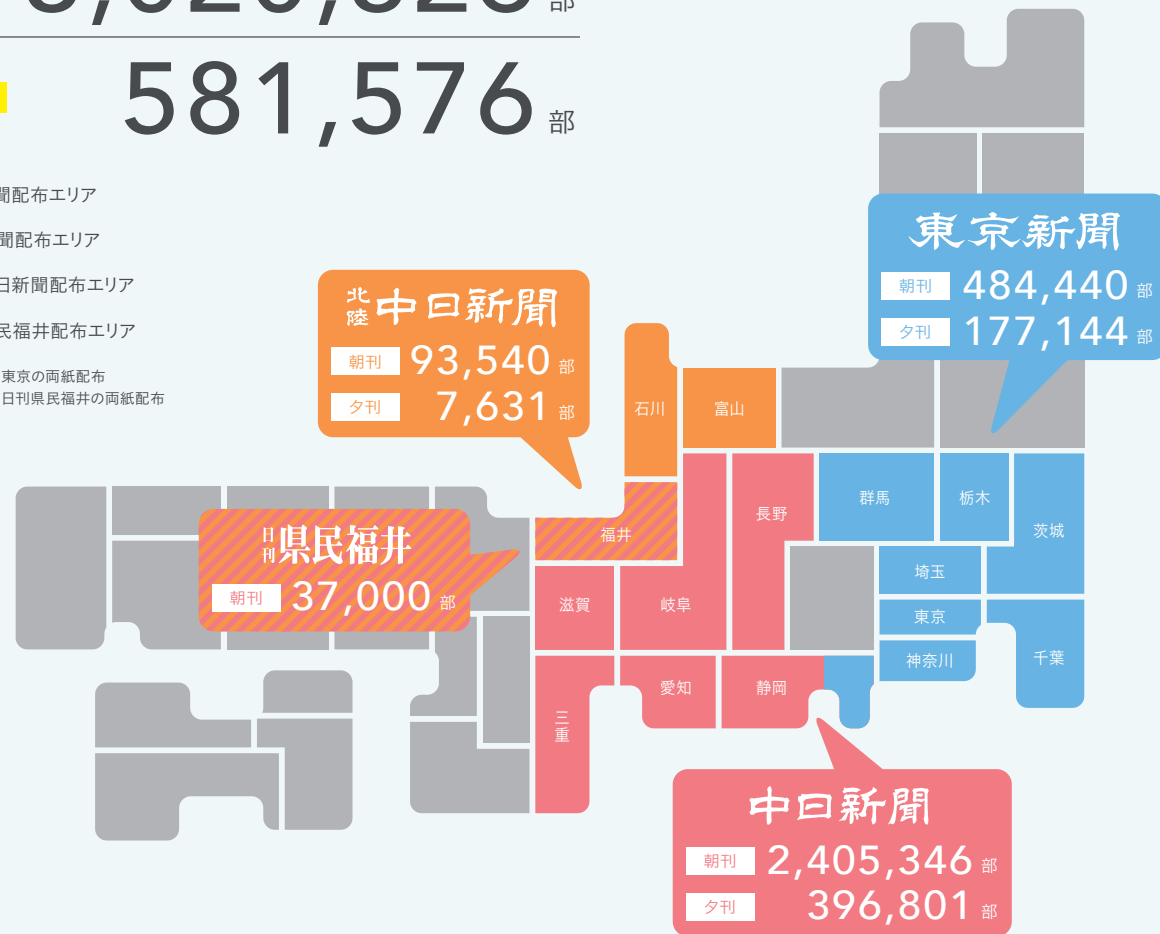 部
581,576 部
聞配布エリア
聞配布エリア
日新聞配布エリア
民福井配布エリア
東京の両紙配布
日刊県民福井の両紙配布
東京新聞
朝刊 484,440 部
夕刊 177,144 部
北陸 中日新聞
朝刊 93,540 部
夕刊 7,631 部
石川
富山
日刊 県民福井
朝刊 37,000 部
福井
長野
群馬
栃木
茨城
滋賀
岐阜
埼玉
東京
神奈川
千葉
三重
愛知
静岡
中日新聞
朝刊 2,405,346 部
夕刊 396,801 部